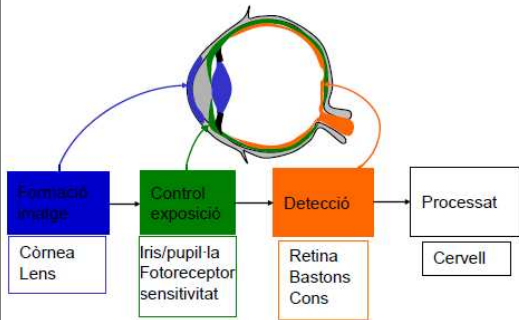 Formació
imatge
Control
exposició
Detecció
Processat
Còrnea
Lens
Iris/pupil·la
Fotoreceptor
sensitivitat
Retina
Bastons
Cons
Cervell